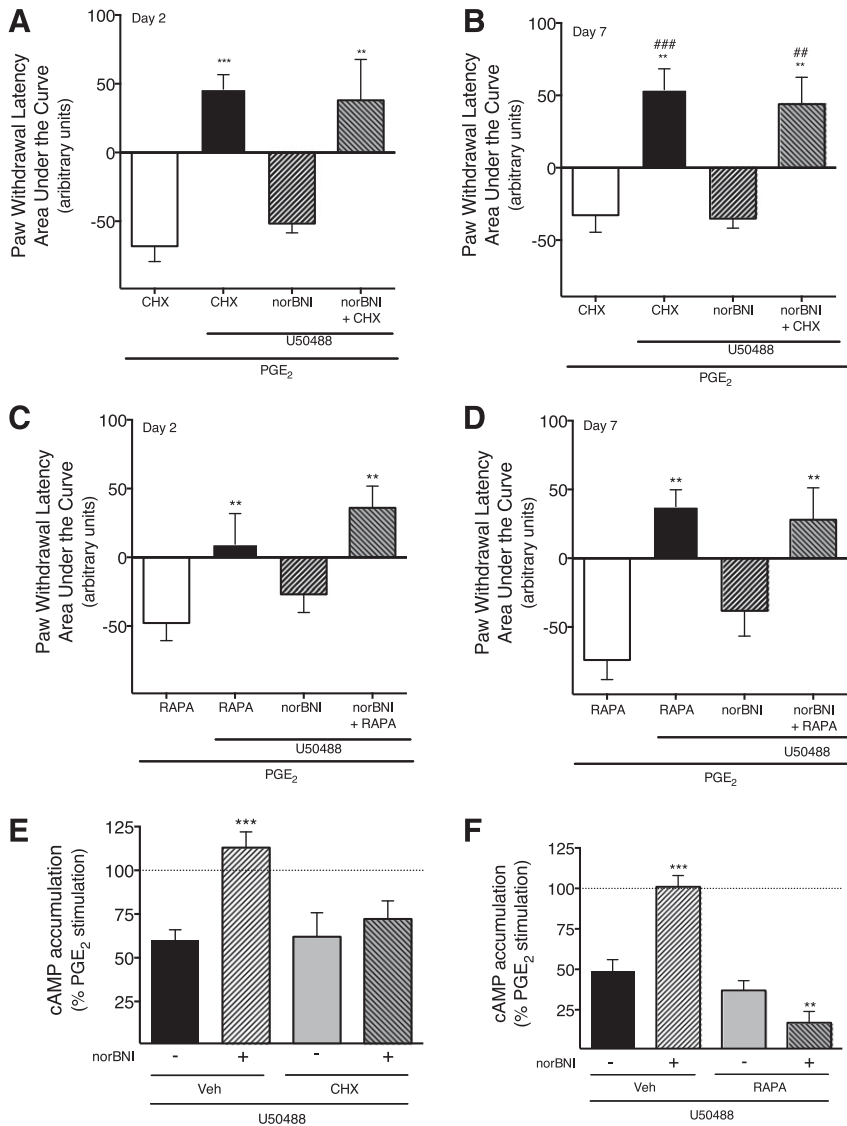 A
Day 2
Paw Withdrawal Latency
Area Under the Curve
(aribitrary units)
100
50
0
-50
***
**
CHX
CHX
norBNI
norBNI
+ CHX
U50488
PGE2
B
Day 7
Paw Withdrawal Latency
Area Under the Curve
(arbitrary units)
100
50
0
-50
###
**
##
**
CHX
CHX
norBNI
norBNI
+ CHX
U50488
PGE2
C
Day 2
Paw Withdrawal Latency
Area Under the Curve
(arbitrary units)
100
50
0
-50
**
**
RAPA
RAPA
norBNI
norBNI
+ RAPA
U50488
PGE2
D
Day 7
Paw Withdrawal Latency
Area Under the Curve
(arbitrary units)
100
50
0
-50
**
**
RAPA
RAPA
norBNI
norBNI
+ RAPA
U50488
PGE2
E
cAMP accumulation
(% PGE2 stimulation)
125
100
75
50
25
***
norBNI - + - +
Veh CHX
U50488
F
cAMP accumulation
(% PGE2 stimulation)
125
100
75
50
25
***
**
norBNI - + - +
Veh RAPA
U50488